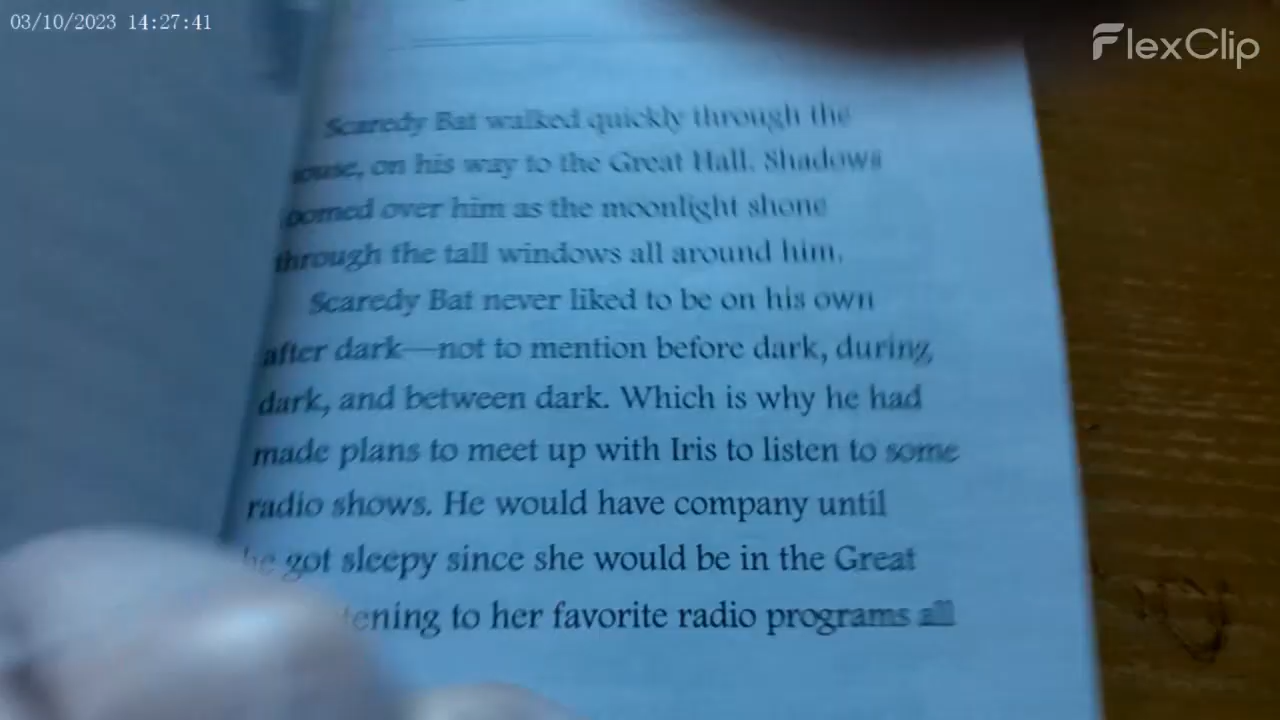 03/10/2023 14:27:41
FlexClip
Scaredy Bat walked quickly through the
on his way to the Great Hall. Shadows
over him as the moonlight shone
through the tall windows all around him.
Scaredy Bat never liked to be on his own
after dark—not to mention before dark, during
dark, and between dark. Which is why he had
made plans to meet up with Iris to listen to some
radio shows. He would have company until
he got sleepy since she would be in the Great
to her favorite radio programs all